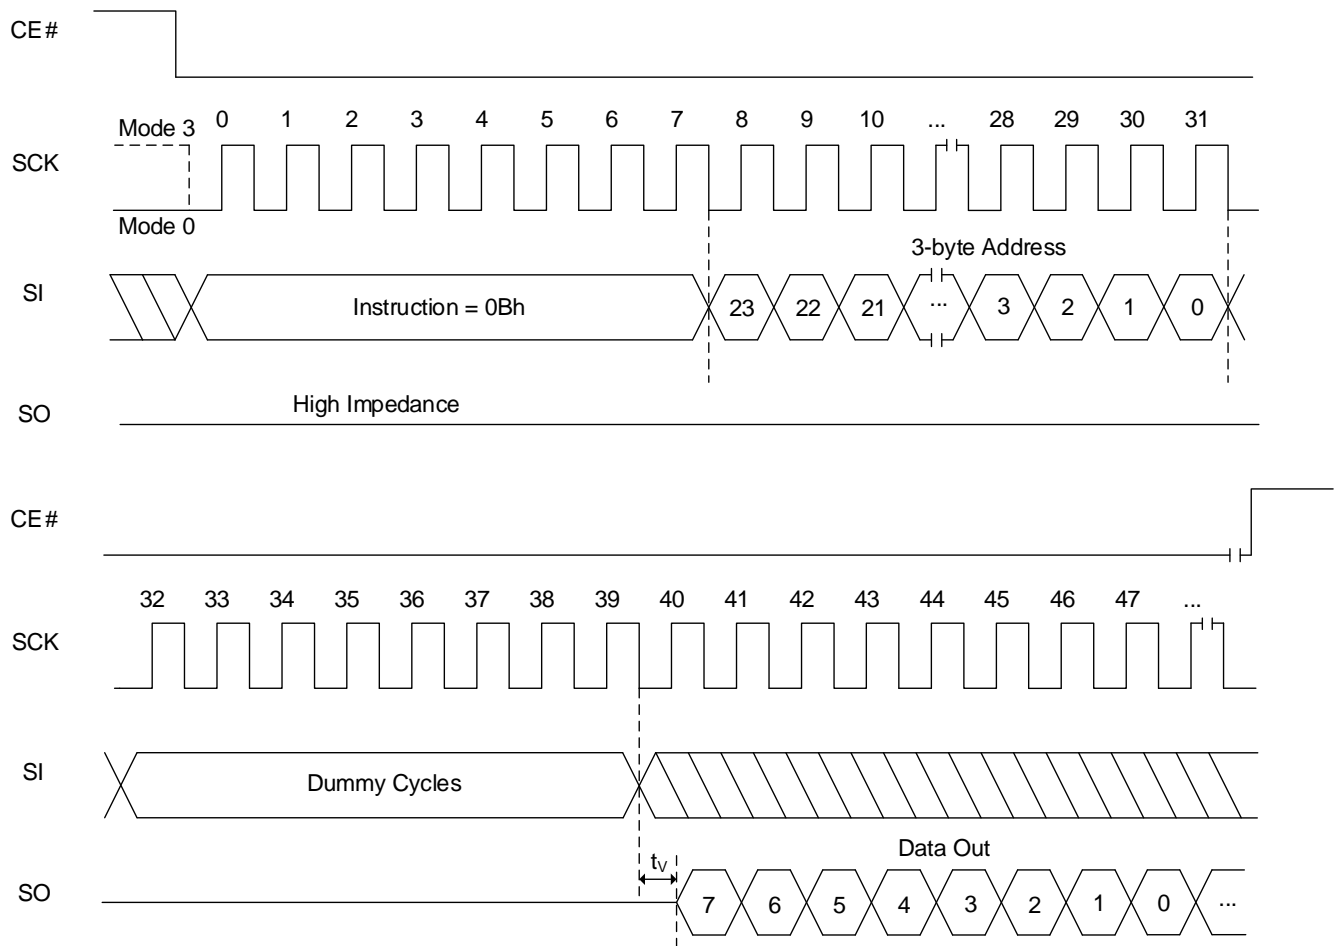 CE#
Mode 3 0 1 2 3 4 5 6 7 8 9 10 ... 28 29 30 31
SCK
Mode 0
3-byte Address
SI
Instruction = 0Bh 23 22 21 ... 3 2 1 0
High Impedance
SO
CE#
32 33 34 35 36 37 38 39 40 41 42 43 44 45 46 47 ...
SCK
SI
Dummy Cycles
Data Out
tV
SO
7 6 5 4 3 2 1 0 ...